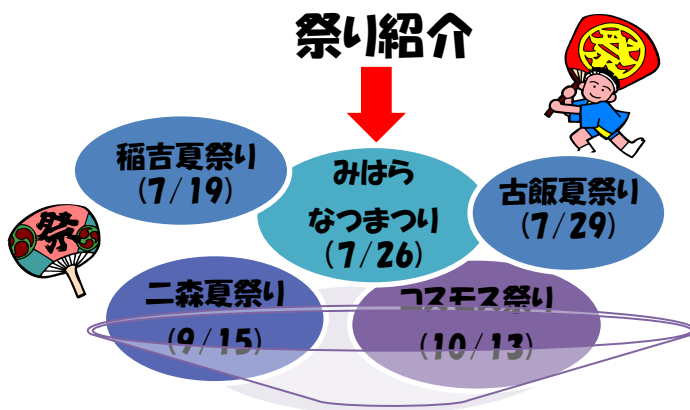 祭り紹介
祭
稲吉夏祭り
(7/19)
みはら
なつまつり
(7/26)
古飯夏祭り
(7/29)
祭
二森夏祭り
(9/15)
コスモス祭り
(10/13)